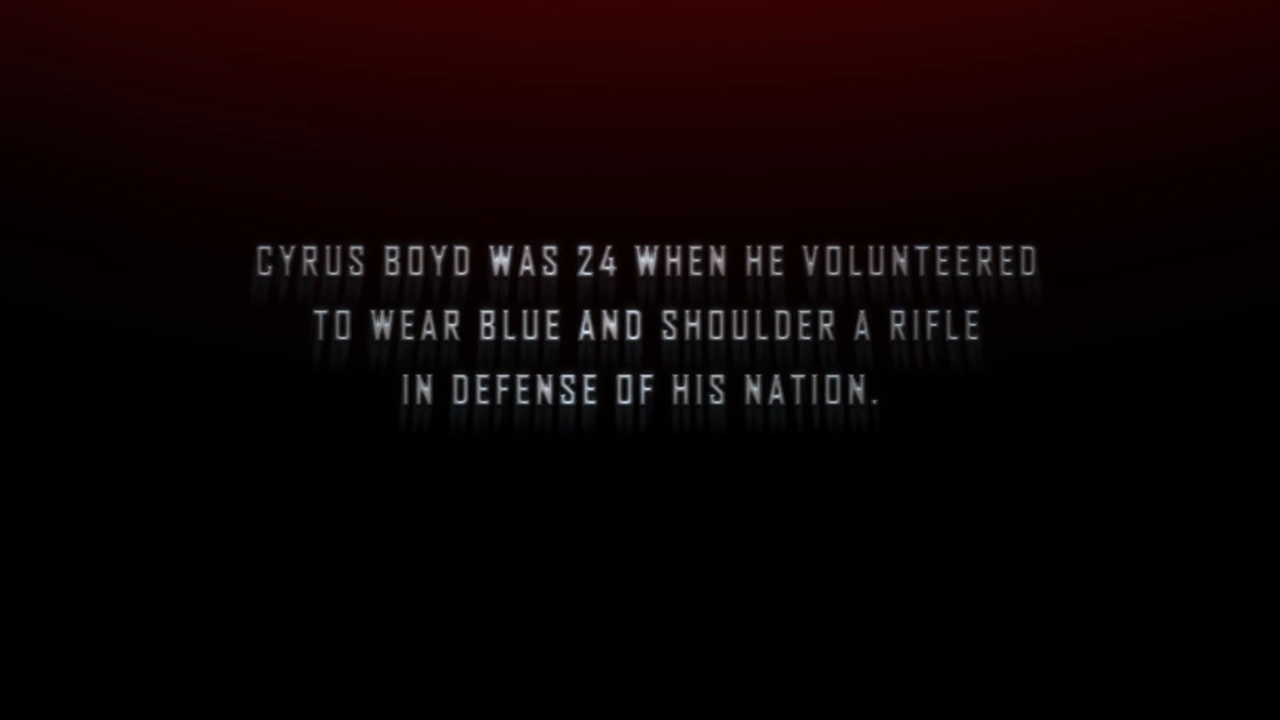 CYRUS BOYD WAS 24 WHEN HE VOLUNTEERED
TO WEAR BLUE AND SHOULDER A RIFLE
IN DEFENSE OF HIS NATION.